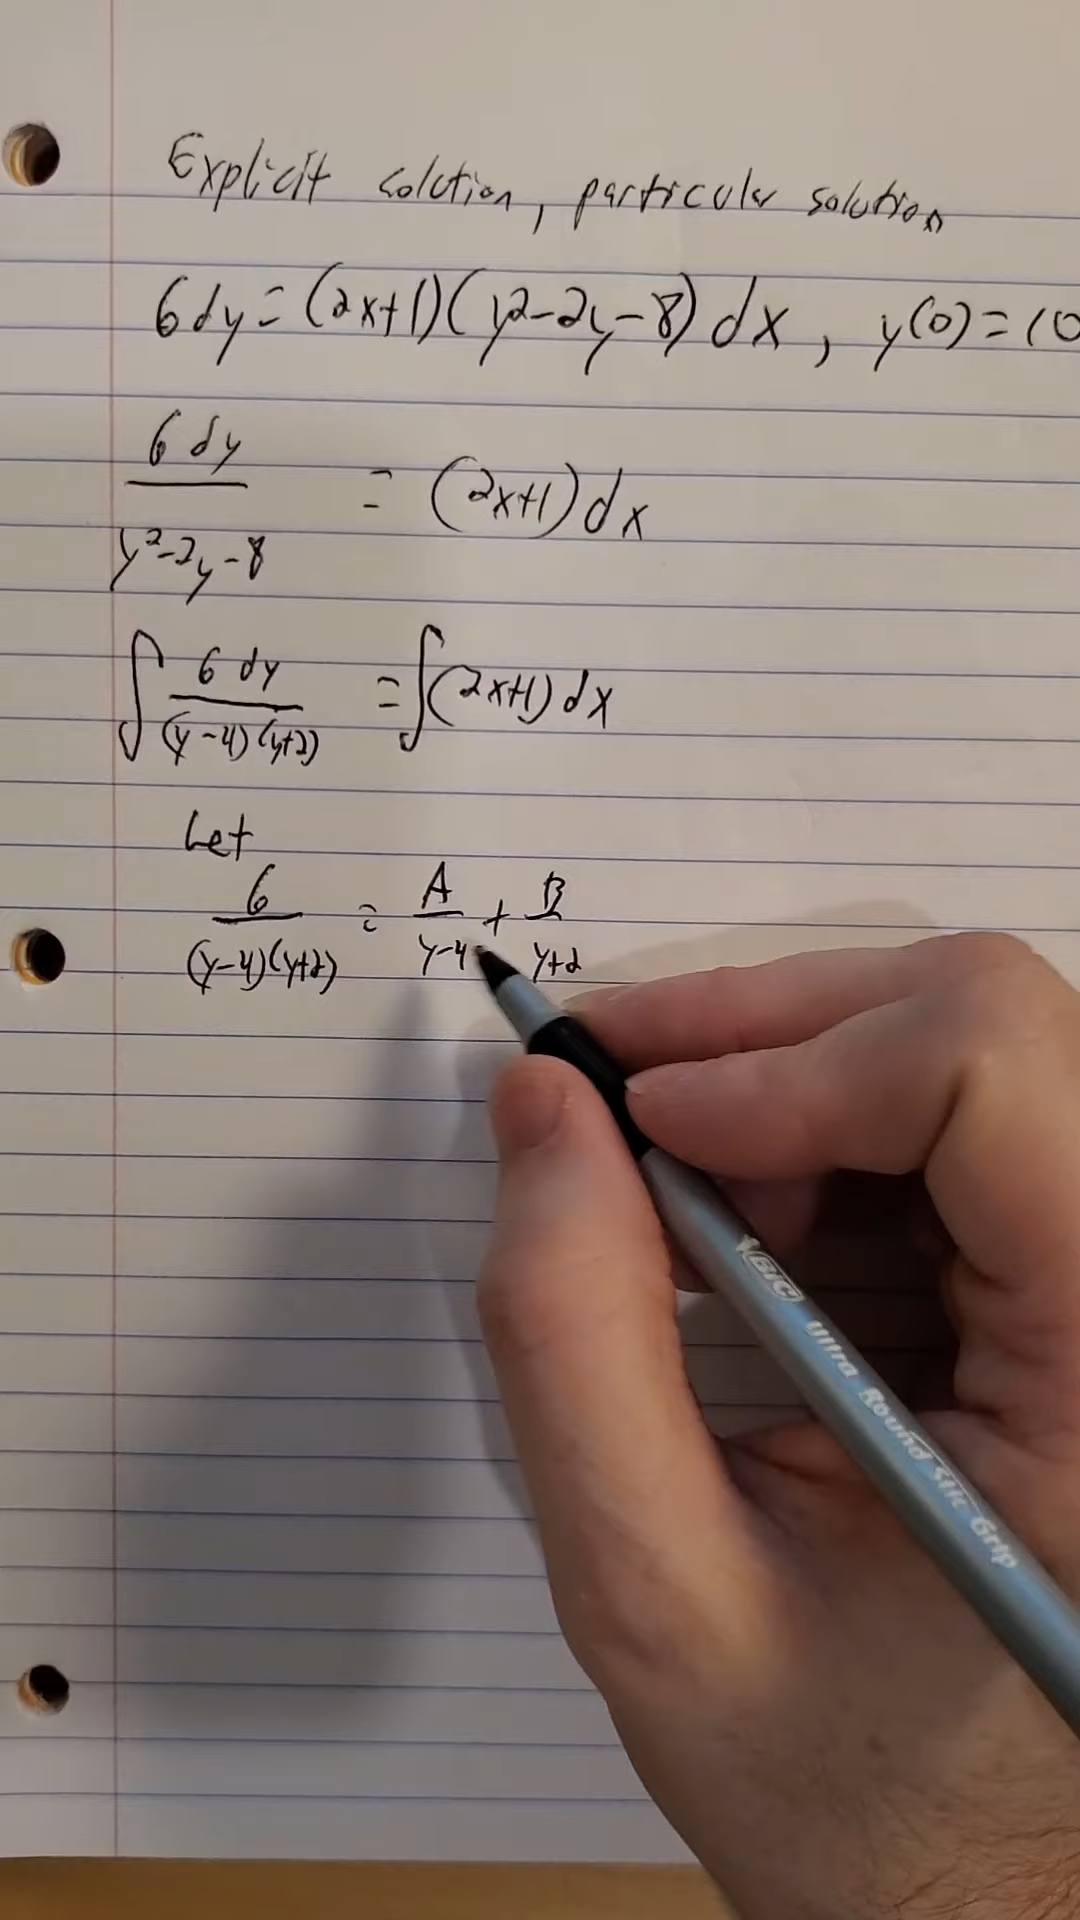 Explicit solution, particular solution
6dy = (2x+1)(y²-2y-8)dx, y(0)=10
6 dy
= (2x+1)dx
y²-2y-8
∫ 6 dy = ∫(2x+1)dx
(y-4)(y+2)
Let
6 = A + B
(y-4)(y+2) y-4 y+2
BIC Ultra Round Stic Grip